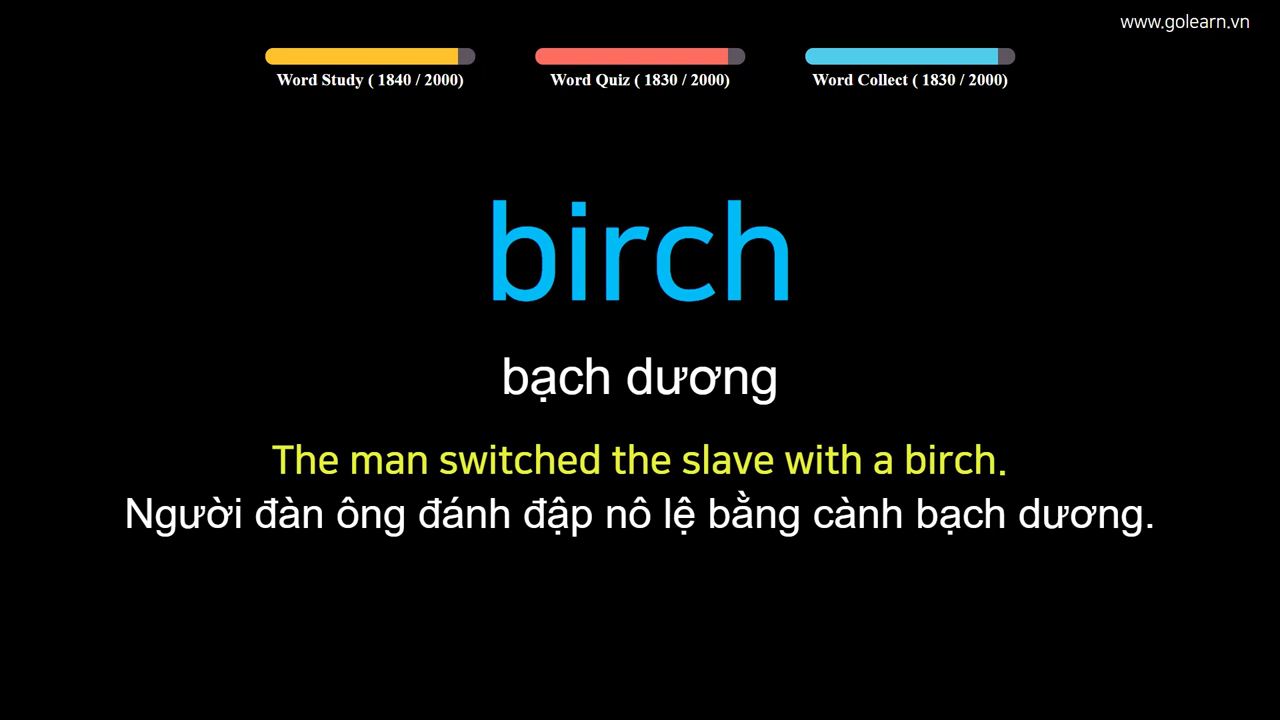 www.golearn.vn
Word Study ( 1840 / 2000)
Word Quiz ( 1830 / 2000)
Word Collect ( 1830 / 2000)
birch
bạch dương
The man switched the slave with a birch.
Người đàn ông đánh đập nô lệ bằng cành bạch dương.